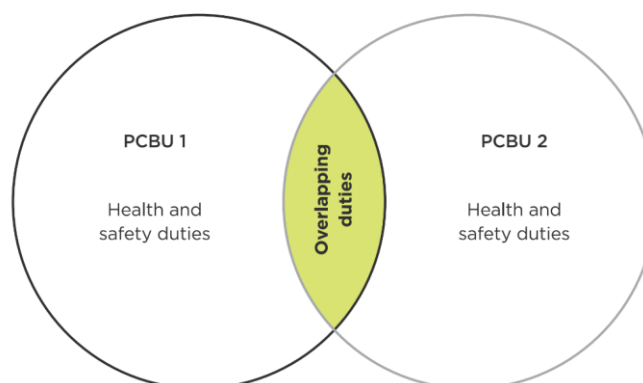 PCBU 1
Health and
safety duties
Overlapping
duties
PCBU 2
Health and
safety duties